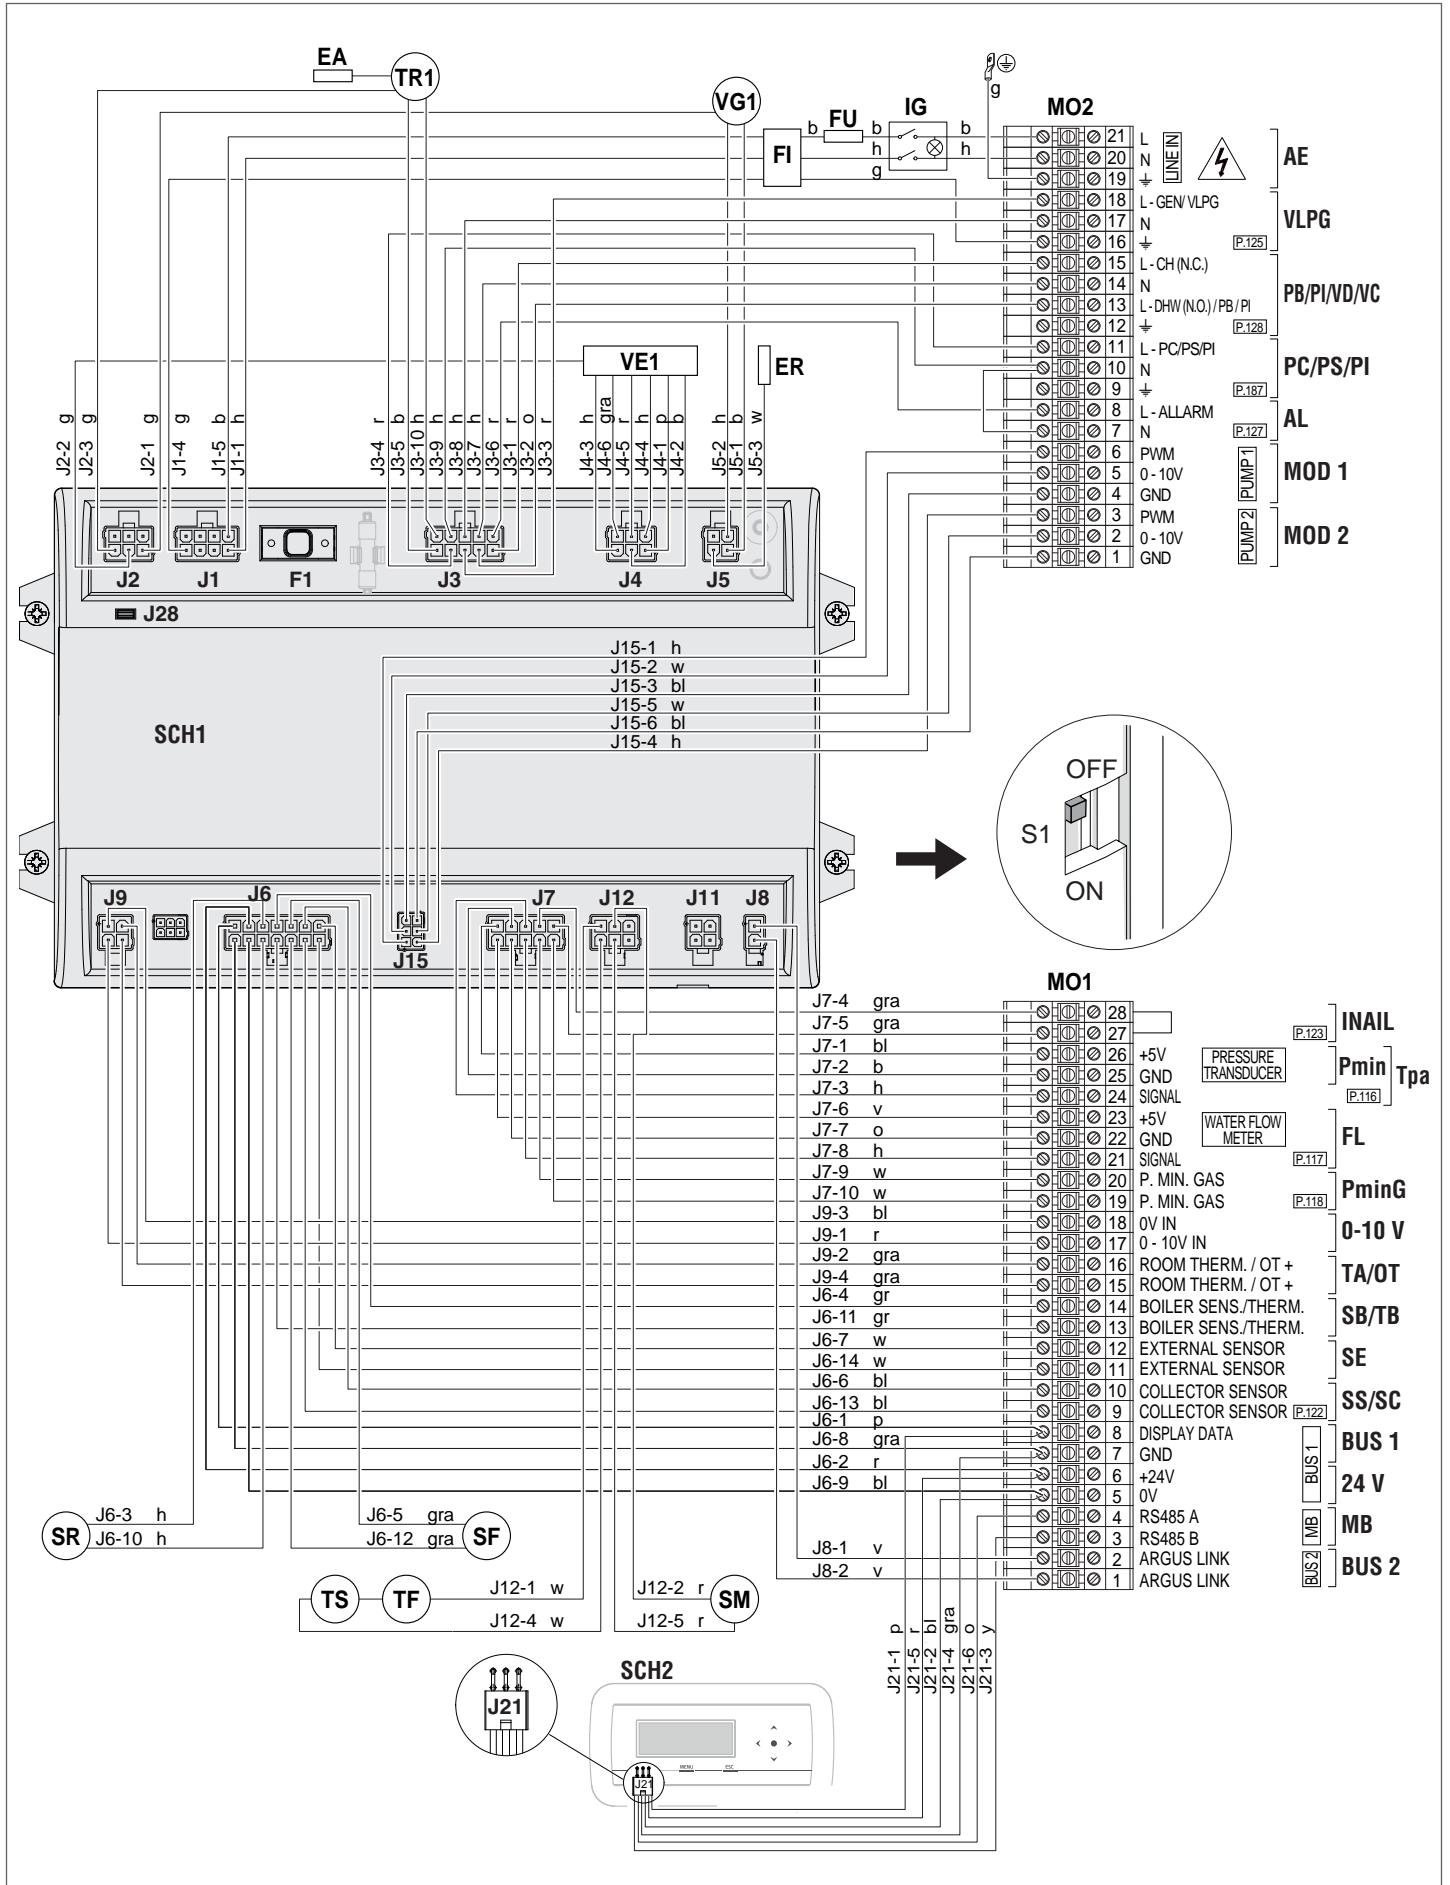 EA
TR1
VG1
g
MO2
FU
IG
b
b
b
h
h
g
FI
21 L
20 N
19
LINE IN
AE
18 L - GEN/ VLPG
17 N
16
P.125
VLPG
15 L - CH (N.C.)
14 N
13 L - DHW (N.O.) / PB / PI
12
P.128
PB/PI/VD/VC
11 L - PC/PS/PI
10 N
9
P.187
PC/PS/PI
8 L - ALLARM
7 N
P.127
AL
6 PWM
5 0 - 10V
4 GND
PUMP 1
MOD 1
3 PWM
2 0 - 10V
1 GND
PUMP 2
MOD 2
VE1
ER
J2-2 g
J2-3 g
J2-1 g
J1-4 g
J1-5 b
J1-1 h
J3-4 r
J3-5 b
J3-10 h
J3-9 h
J3-8 h
J3-7 h
J3-6 r
J3-1 r
J3-2 o
J3-3 r
J4-3 h
J4-6 gra
J4-5 r
J4-4 h
J4-1 p
J4-2 b
J5-2 h
J5-1 b
J5-3 w
J2
J1
F1
J3
J4
J5
J28
J15-1 h
J15-2 w
J15-3 bl
J15-5 w
J15-6 bl
J15-4 h
SCH1
OFF
S1
ON
J9
J6
J15
J7
J12
J11
J8
MO1
J7-4 gra
J7-5 gra
J7-1 bl
J7-2 b
J7-3 h
J7-6 v
J7-7 o
J7-8 h
J7-9 w
J7-10 w
J9-3 bl
J9-1 r
J9-2 gra
J9-4 gra
J6-4 gr
J6-11 gr
J6-7 w
J6-14 w
J6-6 bl
J6-13 bl
J6-1 p
J6-8 gra
J6-2 r
J6-9 bl
J8-1 v
J8-2 v
28
27
P.123
INAIL
26 +5V
25 GND
24 SIGNAL
PRESSURE
TRANSDUCER
P.116
Pmin
Tpa
23 +5V
22 GND
21 SIGNAL
WATER FLOW
METER
P.117
FL
20 P. MIN. GAS
19 P. MIN. GAS
P.118
PminG
18 0V IN
17 0 - 10V IN
0-10 V
16 ROOM THERM. / OT +
15 ROOM THERM. / OT +
TA/OT
14 BOILER SENS./THERM.
13 BOILER SENS./THERM.
SB/TB
12 EXTERNAL SENSOR
11 EXTERNAL SENSOR
SE
10 COLLECTOR SENSOR
9 COLLECTOR SENSOR
P.122
SS/SC
8 DISPLAY DATA
7 GND
BUS 1
BUS 1
6 +24V
5 0V
24 V
4 RS485 A
3 RS485 B
MB
MB
2 ARGUS LINK
1 ARGUS LINK
BUS 2
BUS 2
SR
J6-3 h
J6-10 h
J6-5 gra
J6-12 gra
SF
TS
TF
J12-1 w
J12-4 w
J12-2 r
J12-5 r
SM
J21-1 p
J21-5 r
J21-2 bl
J21-4 gra
J21-6 o
J21-3 y
SCH2
J21
MENU
ESC
J21